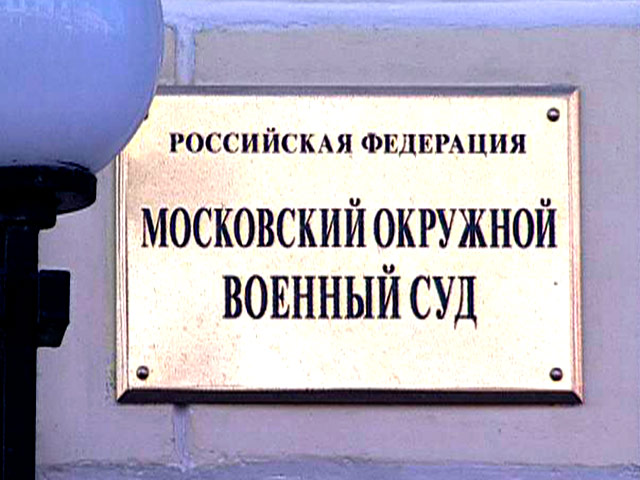 РОССИЙСКАЯ ФЕДЕРАЦИЯ
МОСКОВСКИЙ ОКРУЖНОЙ
ВОЕННЫЙ СУД